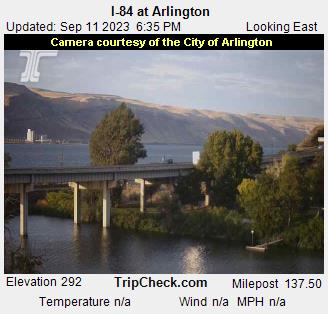 I-84 at Arlington
Updated: Sep 11 2023 6:35 PM Looking East
Camera courtesy of the City of Arlington
Elevation 292 TripCheck.com Milepost 137.50
Temperature n/a Wind n/a MPH n/a